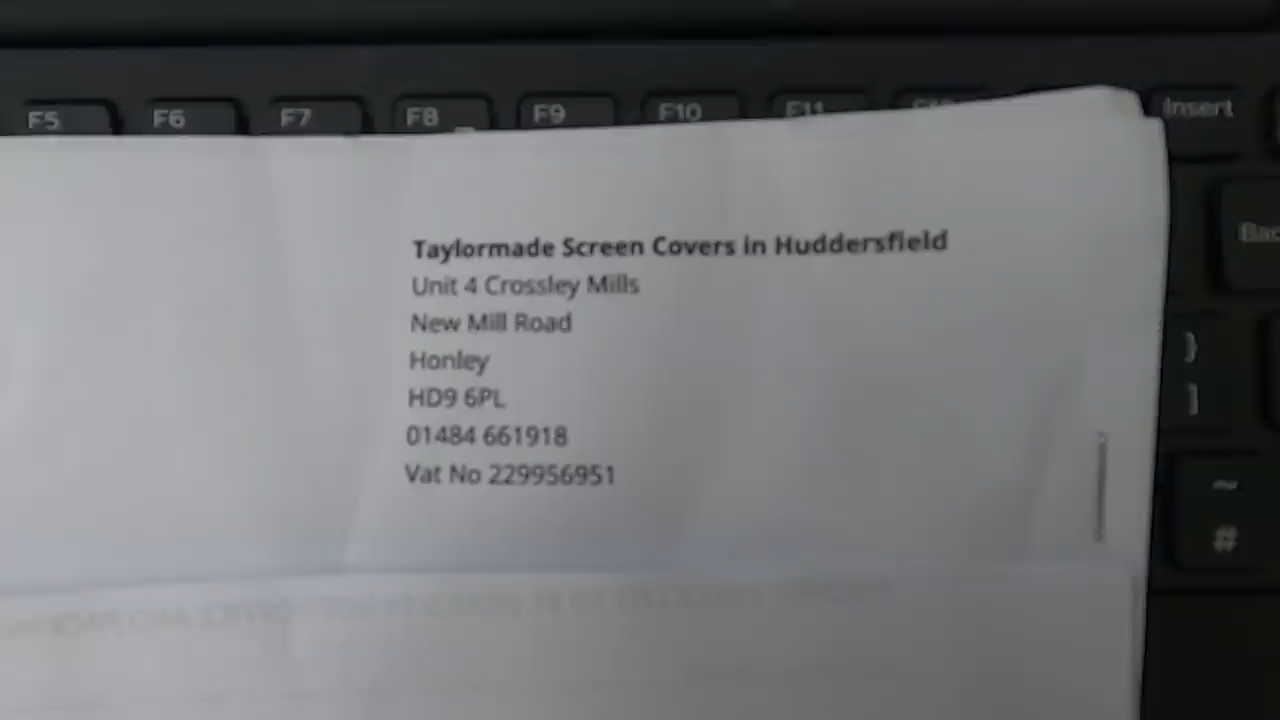 F5 F6 F7 F8 F9 F10 F11 Insert
Taylormade Screen Covers in Huddersfield
Unit 4 Crossley Mills
New Mill Road
Honley
HD9 6PL
01484 661918
Vat No 229956951
}
]
~
#